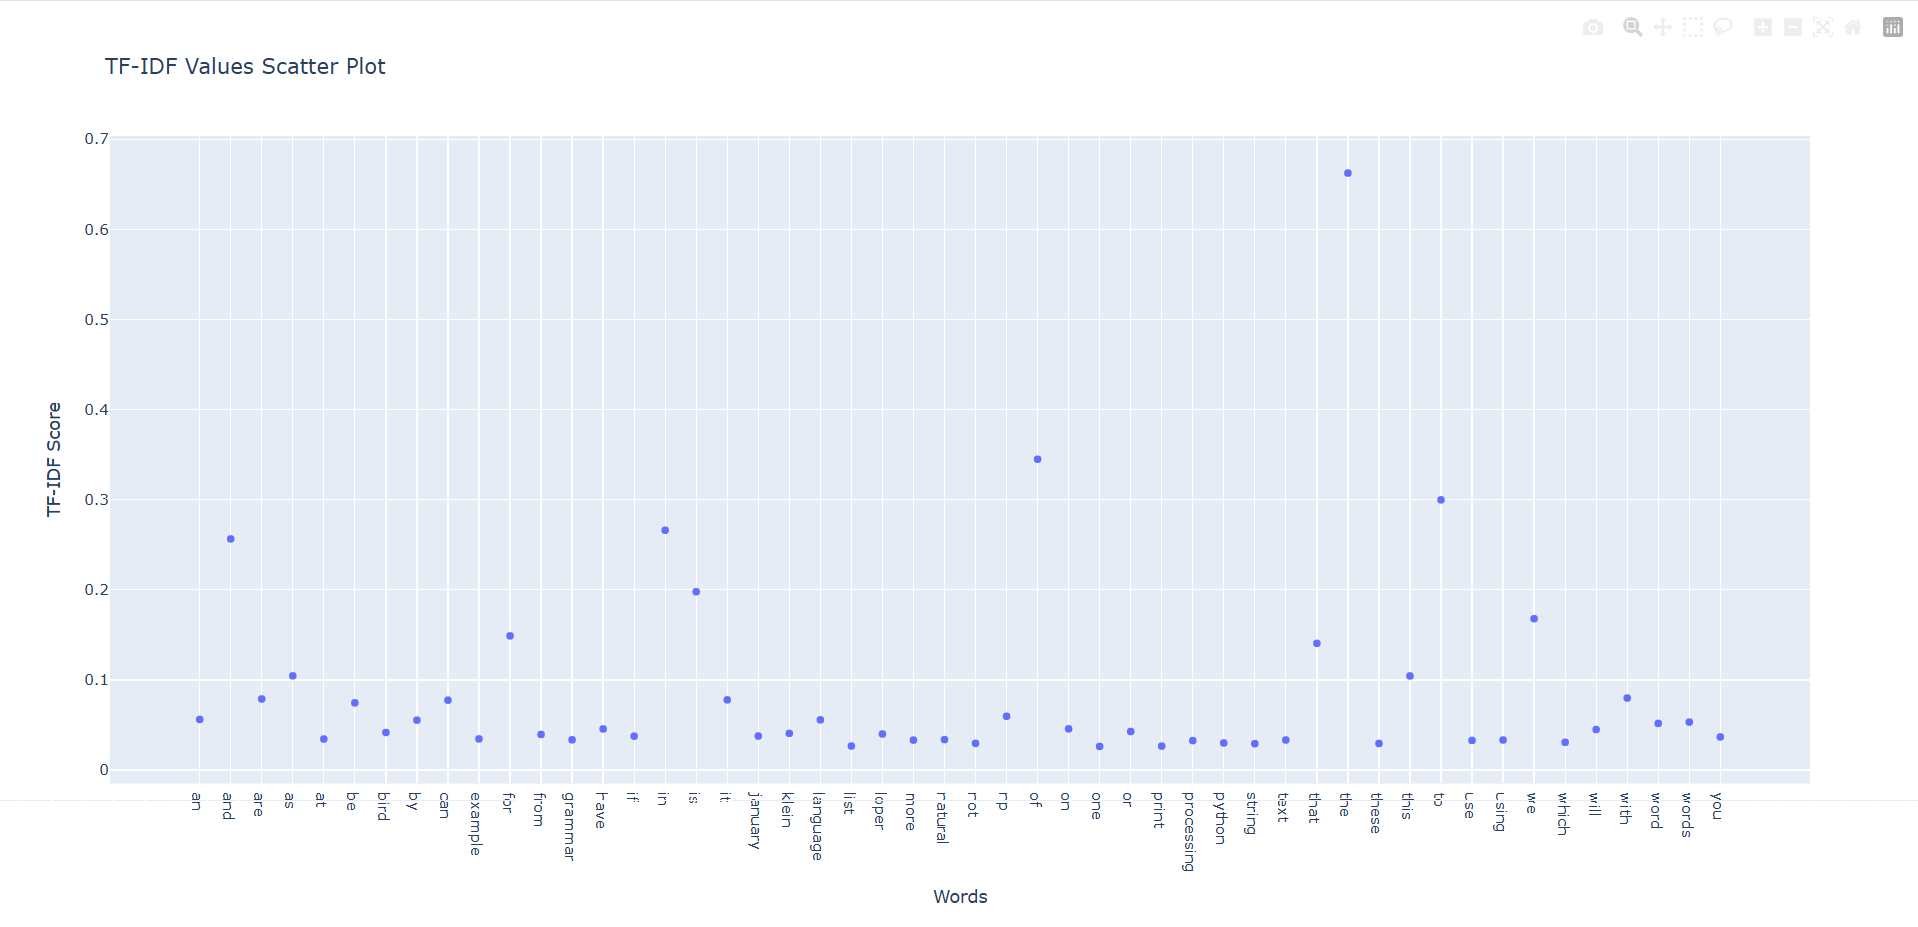 TF-IDF Values Scatter Plot
TF-IDF Score
0.7
0.6
0.5
0.4
0.3
0.2
0.1
0
an
and
are
as
at
be
bird
by
can
example
for
from
grammar
have
if
in
is
it
january
klein
language
list
loper
more
natural
not
np
of
on
one
or
print
processing
python
string
text
that
the
these
this
to
use
using
we
which
will
with
word
words
you
Words